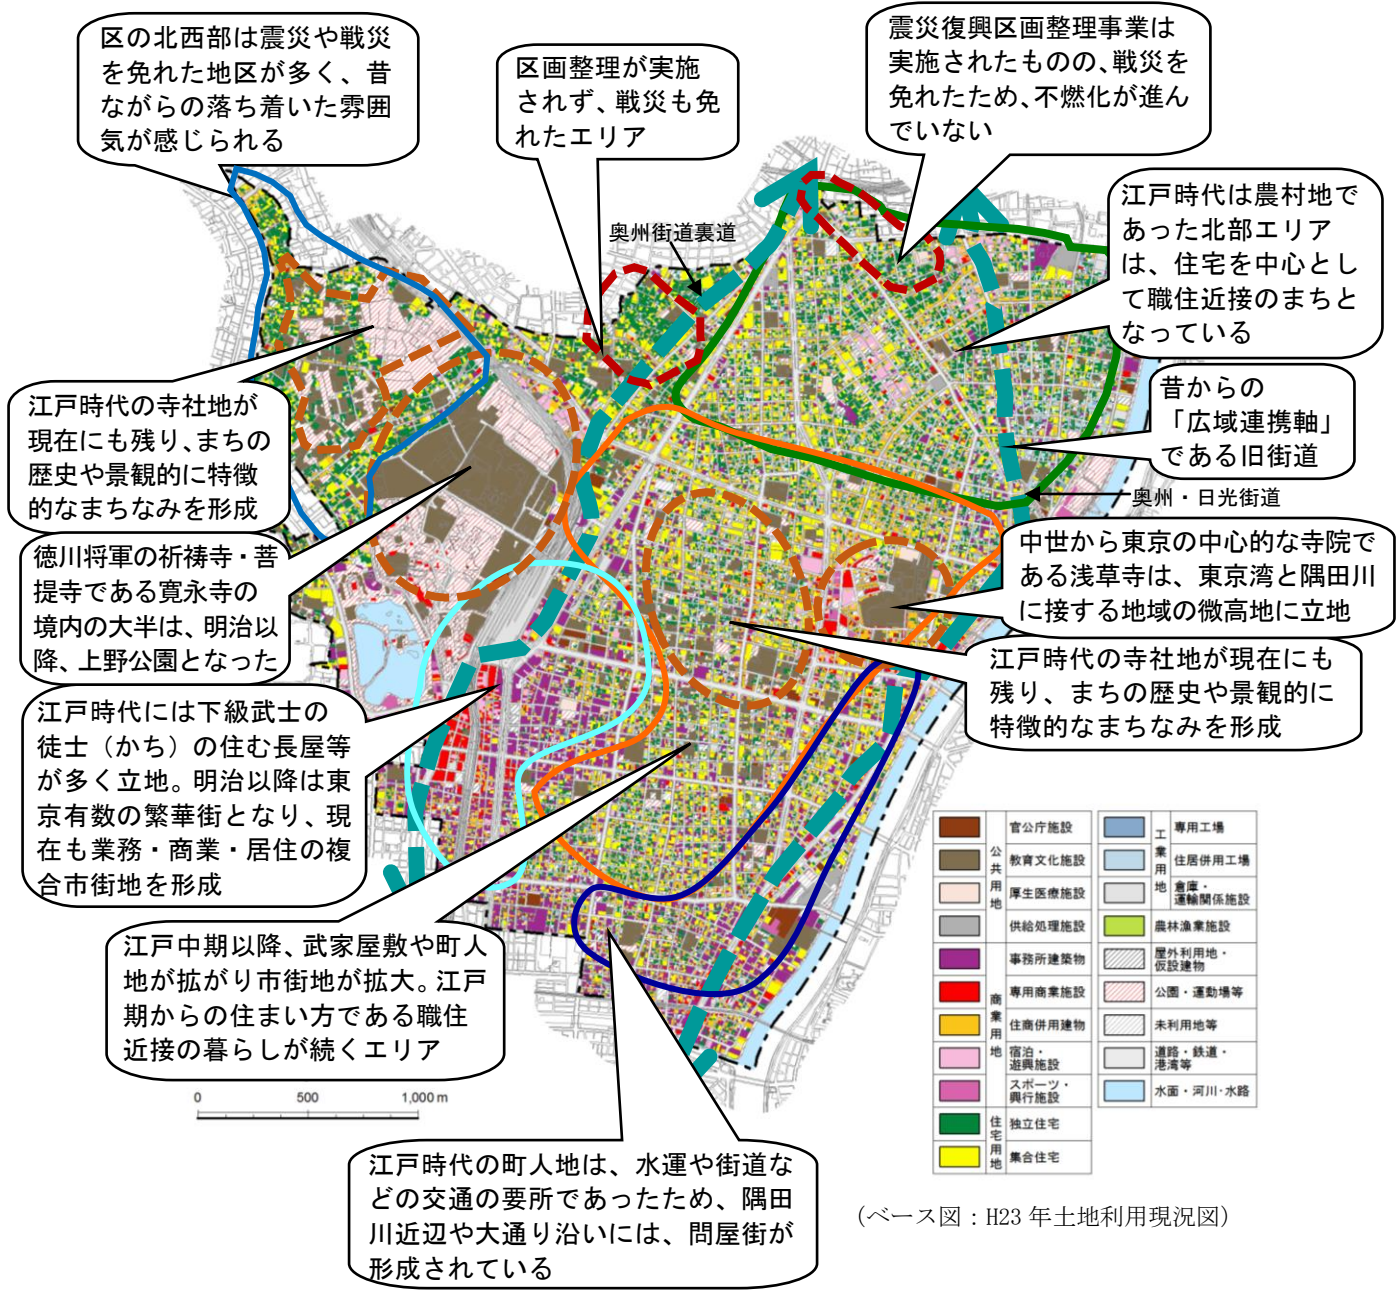 区の北西部は震災や戦災
を免れた地区が多く、昔
ながらの落ち着いた雰囲
気が感じられる
区画整理が実施
されず、戦災も免
れたエリア
震災復興区画整理事業は
実施されたものの、戦災を
免れたため、不燃化が進ん
でいない
江戸時代は農村地で
あった北部エリア
は、住宅を中心とし
て職住近接のまちと
なっている
奥州街道裏道
江戸時代の寺社地が
現在にも残り、まちの
歴史や景観的に特徴
的なまちなみを形成
昔からの
「広域連携軸」
である旧街道
奥州・日光街道
徳川将軍の祈祷寺・菩
提寺である寛永寺の
境内の大半は、明治以
降、上野公園となった
中世から東京の中心的な寺院で
ある浅草寺は、東京湾と隅田川
に接する地域の微高地に立地
江戸時代の寺社地が現在にも
残り、まちの歴史や景観的に
特徴的なまちなみを形成
江戸時代には下級武士の
徒士（かち）の住む長屋等
が多く立地。明治以降は東
京有数の繁華街となり、現
在も業務・商業・居住の複
合市街地を形成
江戸中期以降、武家屋敷や町人
地が拡がり市街地が拡大。江戸
期からの住まい方である職住
近接の暮らしが続くエリア
0 500 1,000 m
江戸時代の町人地は、水運や街道な
どの交通の要所であったため、隅田
川近辺や大通り沿いには、問屋街が
形成されている
公共用地
官公庁施設
教育文化施設
厚生医療施設
供給処理施設
商業用地
事務所建築物
専用商業施設
住商併用建物
宿泊・
遊興施設
スポーツ・
興行施設
住宅用地
独立住宅
集合住宅
工業用地
専用工場
住居併用工場
倉庫・
運輸関係施設
農林漁業施設
屋外利用地・
仮設建物
公園・運動場等
未利用地等
道路・鉄道・
港湾等
水面・河川・水路
（ベース図：H23 年土地利用現況図）